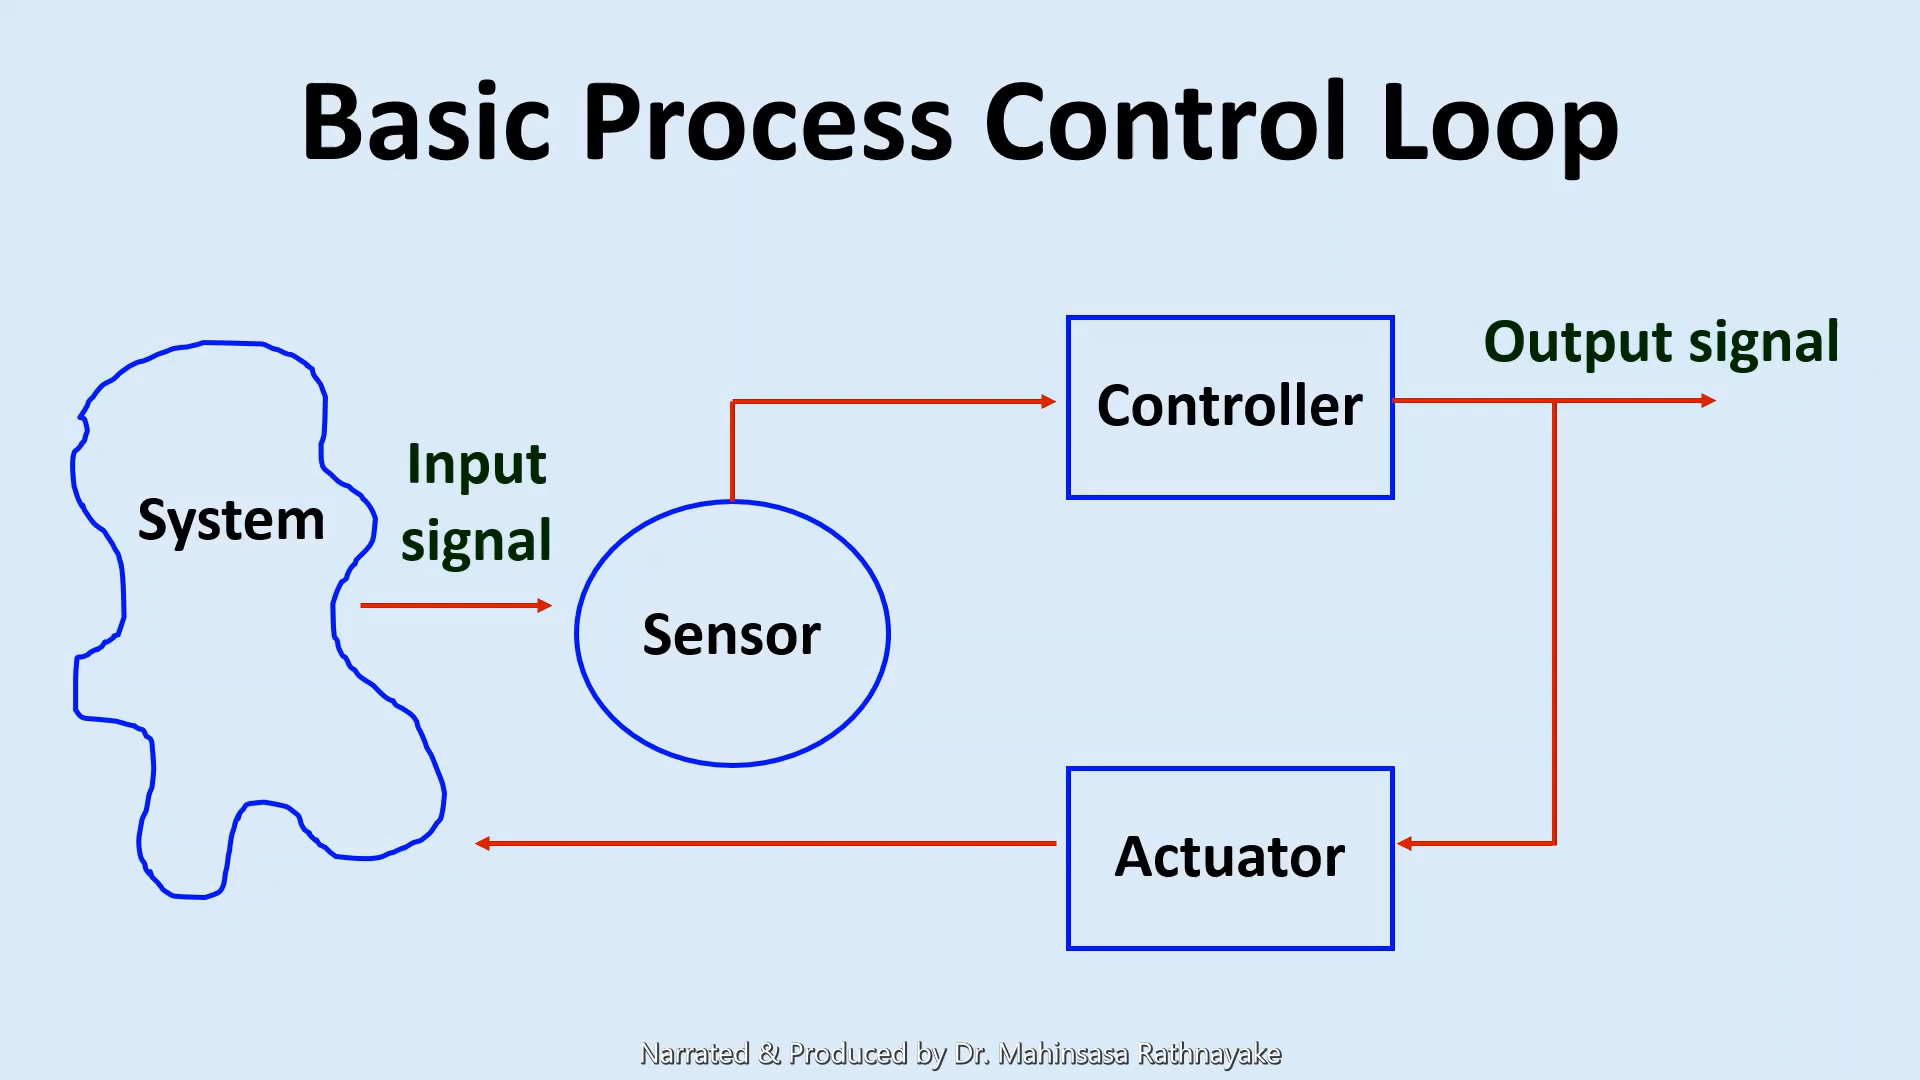 Basic Process Control Loop
Output signal
Controller
Input
signal
System
Sensor
Actuator
Narrated & Produced by Dr. Mahinsasa Rathnayake